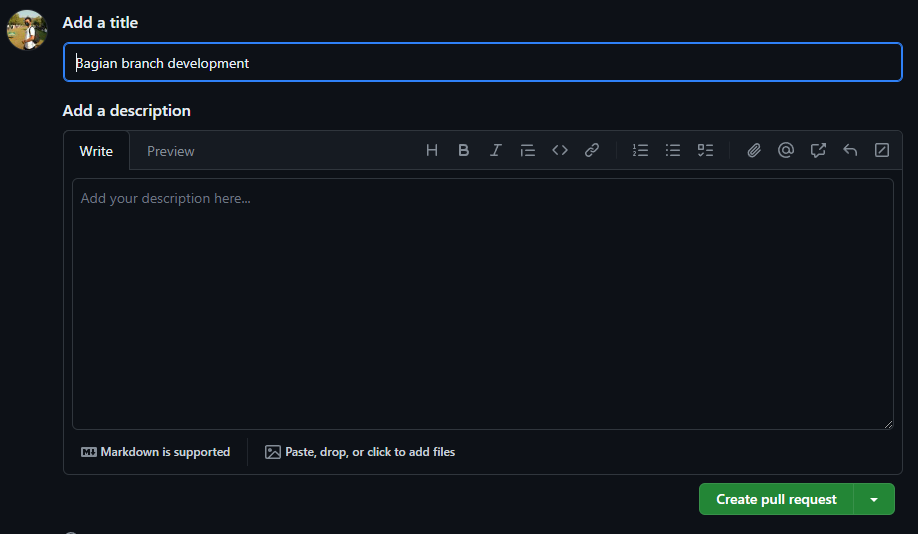 Add a title
Bagian branch development
Add a description
Write Preview
Add your description here...
Markdown is supported Paste, drop, or click to add files
Create pull request